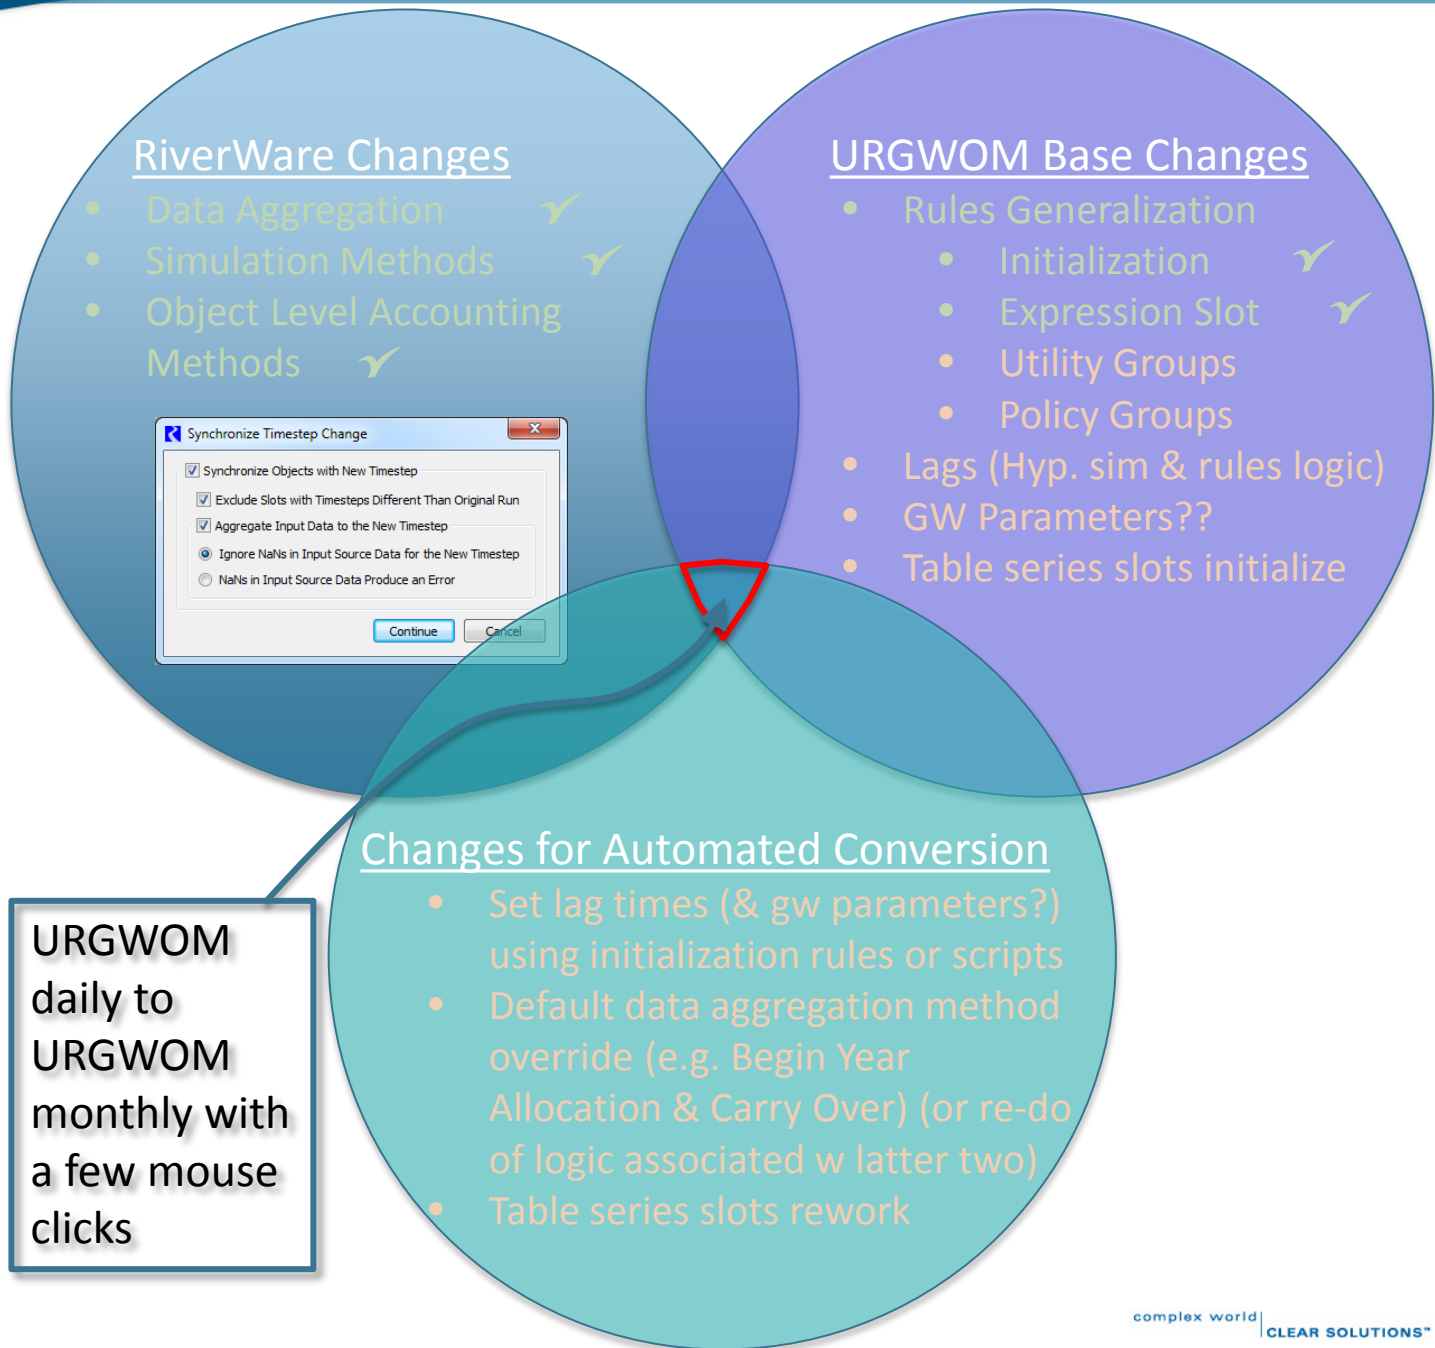 RiverWare Changes
• Data Aggregation
• Simulation Methods
• Object Level Accounting
Methods
Synchronize Timestep Change
Synchronize Objects with New Timestep
Exclude Slots with Timesteps Different Than Original Run
Aggregate Input Data to the New Timestep
Ignore NaNs in Input Source Data for the New Timestep
NaNs in Input Source Data Produce an Error
Continue Cancel
URGWOM Base Changes
• Rules Generalization
• Initialization
• Expression Slot
• Utility Groups
• Policy Groups
• Lags (Hyp. sim & rules logic)
• GW Parameters??
• Table series slots initialize
Changes for Automated Conversion
• Set lag times (& gw parameters?)
using initialization rules or scripts
• Default data aggregation method
override (e.g. Begin Year
Allocation & Carry Over) (or re-do
of logic associated w latter two)
• Table series slots rework
URGWOM
daily to
URGWOM
monthly with
a few mouse
clicks
complex world
CLEAR SOLUTIONS™